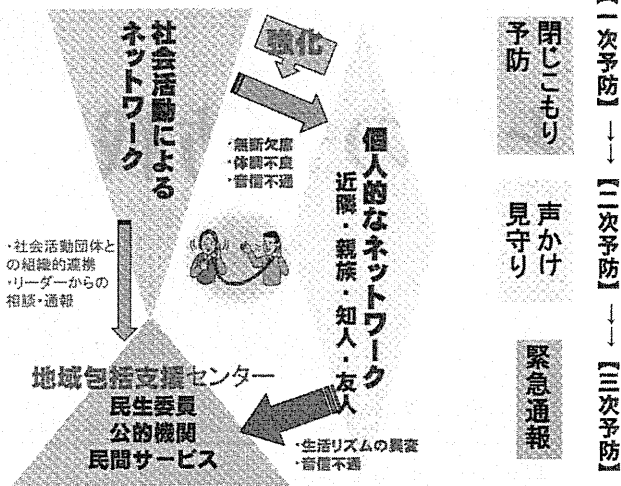 社会活動による
ネットワーク
強化
・無断欠席
・体調不良
・音信不通
個人的なネットワーク
近隣・親族・知人・友人
・社会活動団体と
の組織的連携
・リーダーからの
相談・通報
地域包括支援センター
民生委員
公的機関
民間サービス
・生活リズムの異変
・音信不通
閉じこもり
予防
声かけ
見守り
緊急通報
【一次予防】→→【二次予防】→→【三次予防】